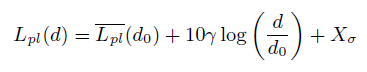 $L_{pl}(d) = \overline{L_{pl}}(d_0) + 10\gamma \log\left(\frac{d}{d_0}\right) + X_\sigma$